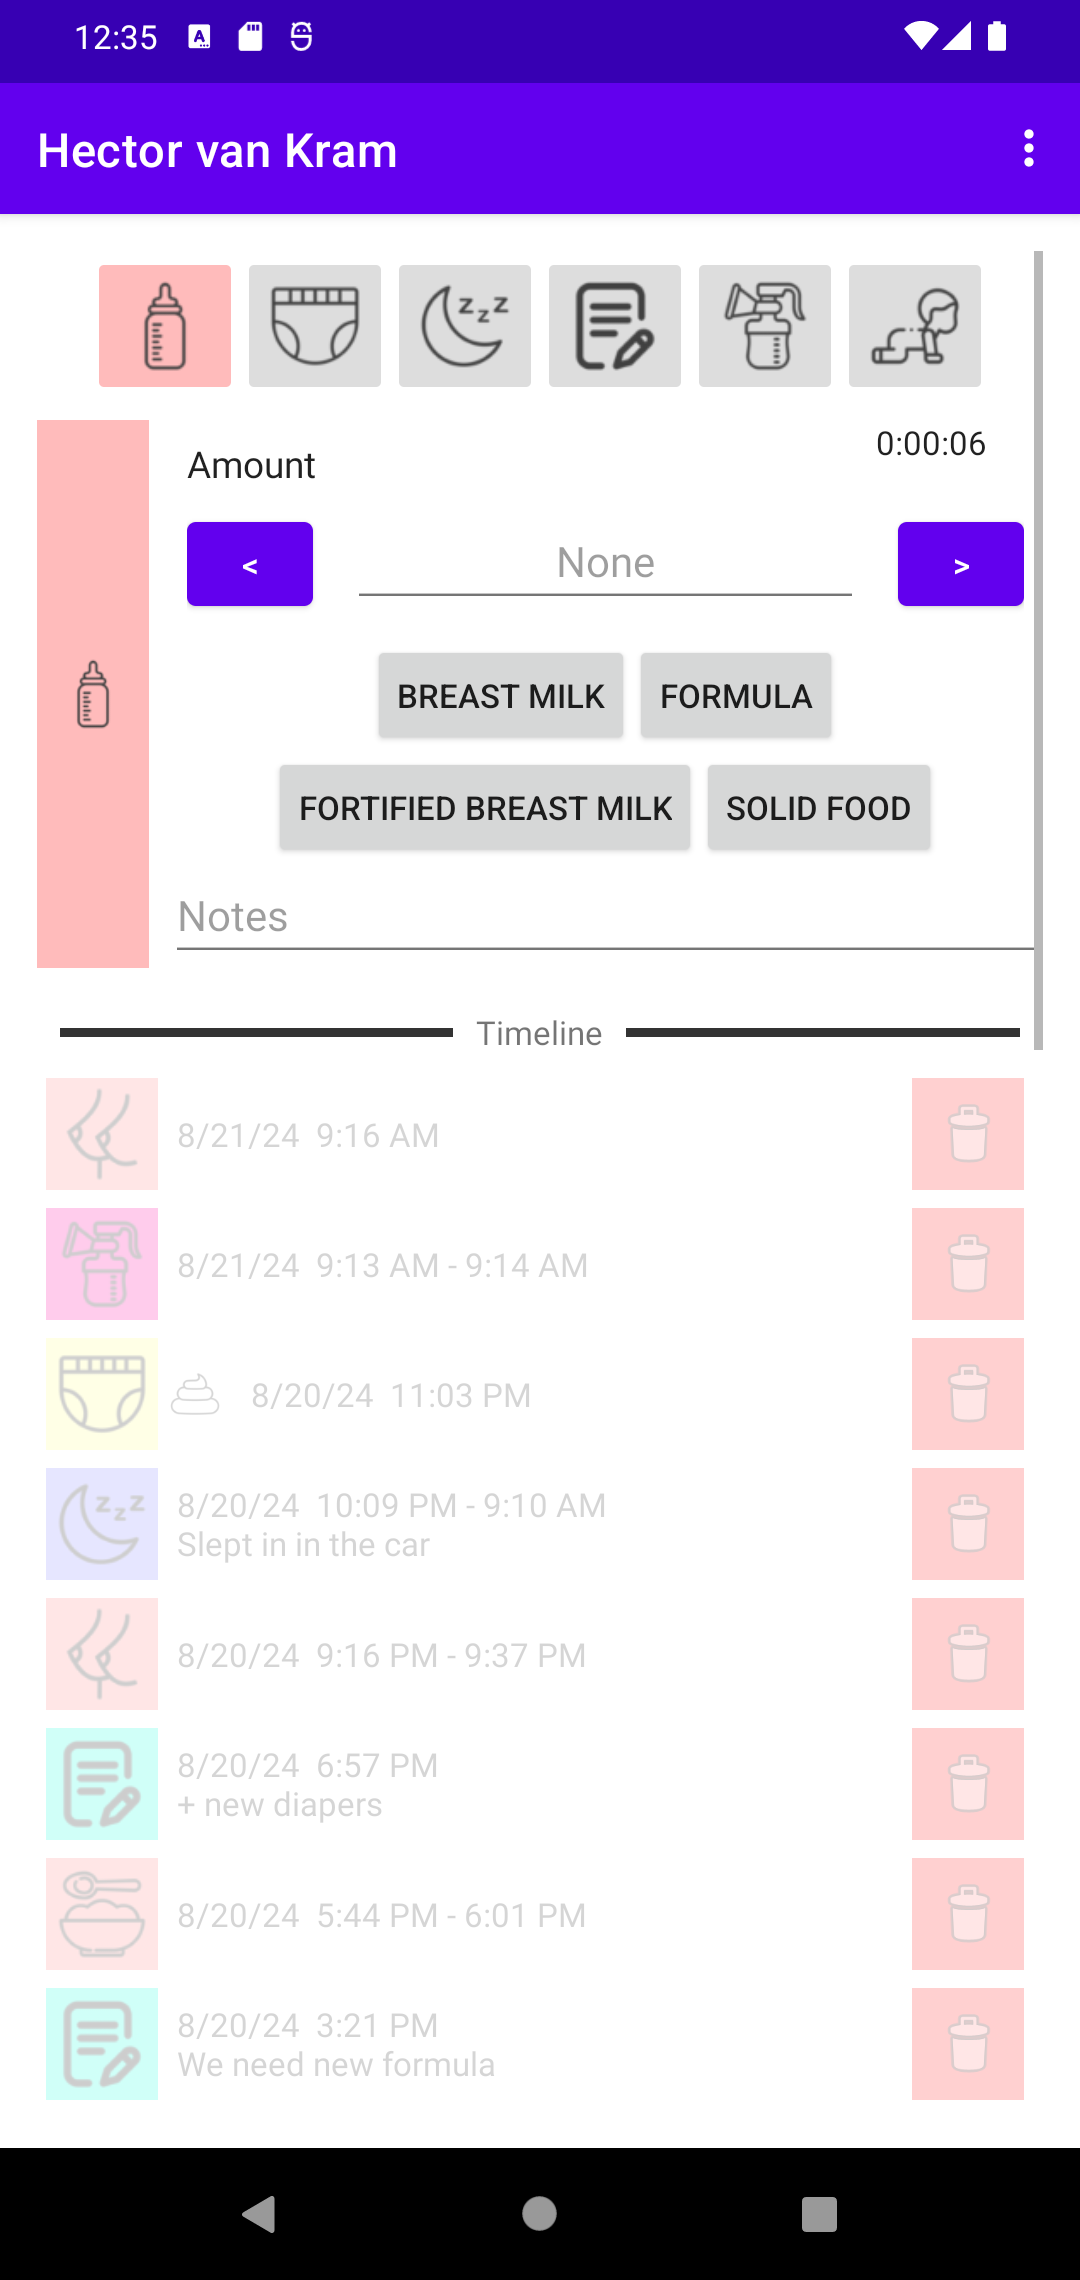 12:35
Hector van Kram
Amount
0:00:06
<
None
>
BREAST MILK
FORMULA
FORTIFIED BREAST MILK
SOLID FOOD
Notes
Timeline
8/21/24 9:16 AM
8/21/24 9:13 AM - 9:14 AM
8/20/24 11:03 PM
8/20/24 10:09 PM - 9:10 AM
Slept in in the car
8/20/24 9:16 PM - 9:37 PM
8/20/24 6:57 PM
+ new diapers
8/20/24 5:44 PM - 6:01 PM
8/20/24 3:21 PM
We need new formula